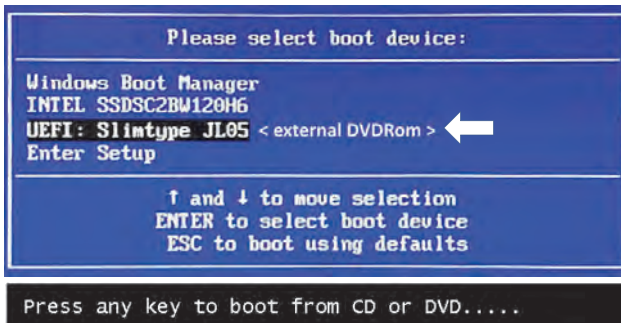 Please select boot device:
Windows Boot Manager
INTEL SSDSC2BW120H6
UEFI: Slimtype JL05 < external DVDRom >
Enter Setup
↑ and ↓ to move selection
ENTER to select boot device
ESC to boot using defaults
Press any key to boot from CD or DVD.....